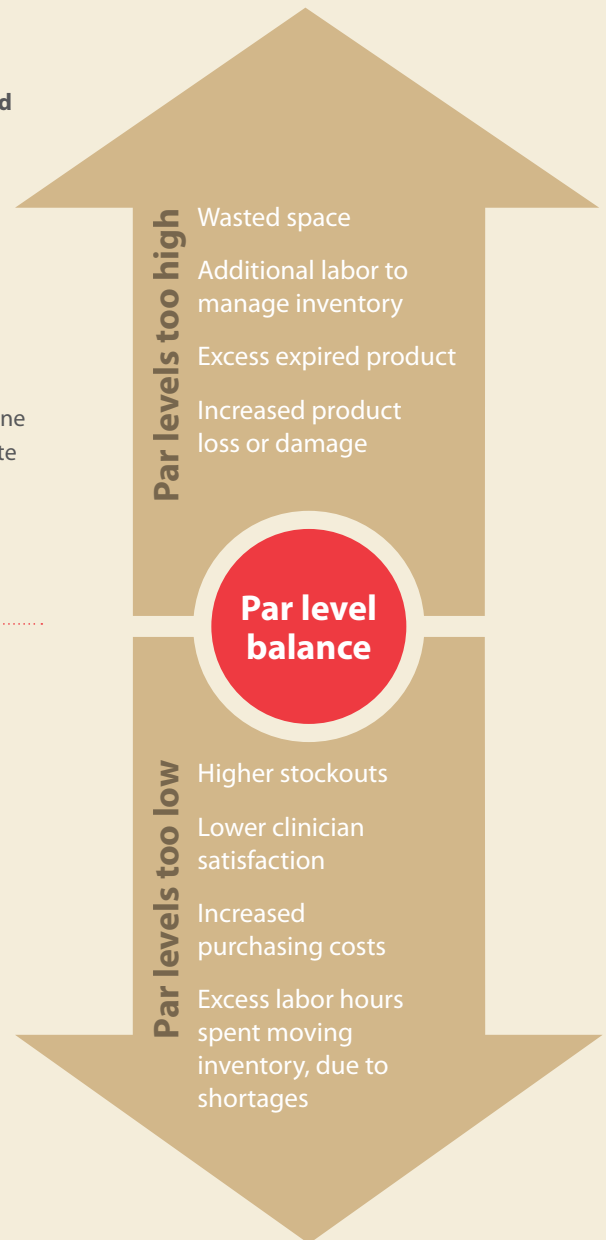 Par levels too high
Wasted space
Additional labor to
manage inventory
Excess expired product
Increased product
loss or damage
Par level
balance
Par levels too low
Higher stockouts
Lower clinician
satisfaction
Increased
purchasing costs
Excess labor hours
spent moving
inventory, due to
shortages